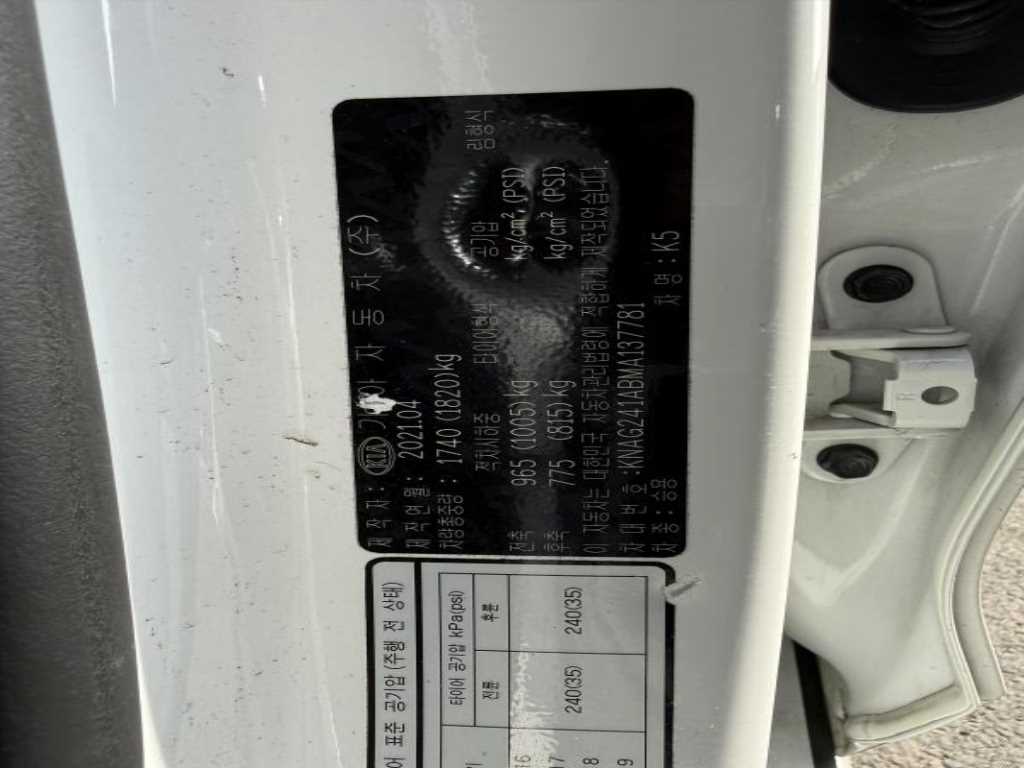 제작자 : KIA 기아자동차(주)
제작연월 : 2021.04
차량총중량 : 1740 (1820)kg
적차시하중 타이어형식 공기압 림형식
전축 965 (1005) kg kg/cm² (PSI)
후축 775 (815) kg kg/cm² (PSI)
이 자동차는 대한민국 자동차관리법령에 적합하게 제작되었습니다.
차대번호 : KNAG241ABMA137781
차종 : 승용 차명 : K5
표준 공기압 (주행 전 상태)
타이어 공기압 kPa(psi)
전륜 후륜
240(35) 240(35)